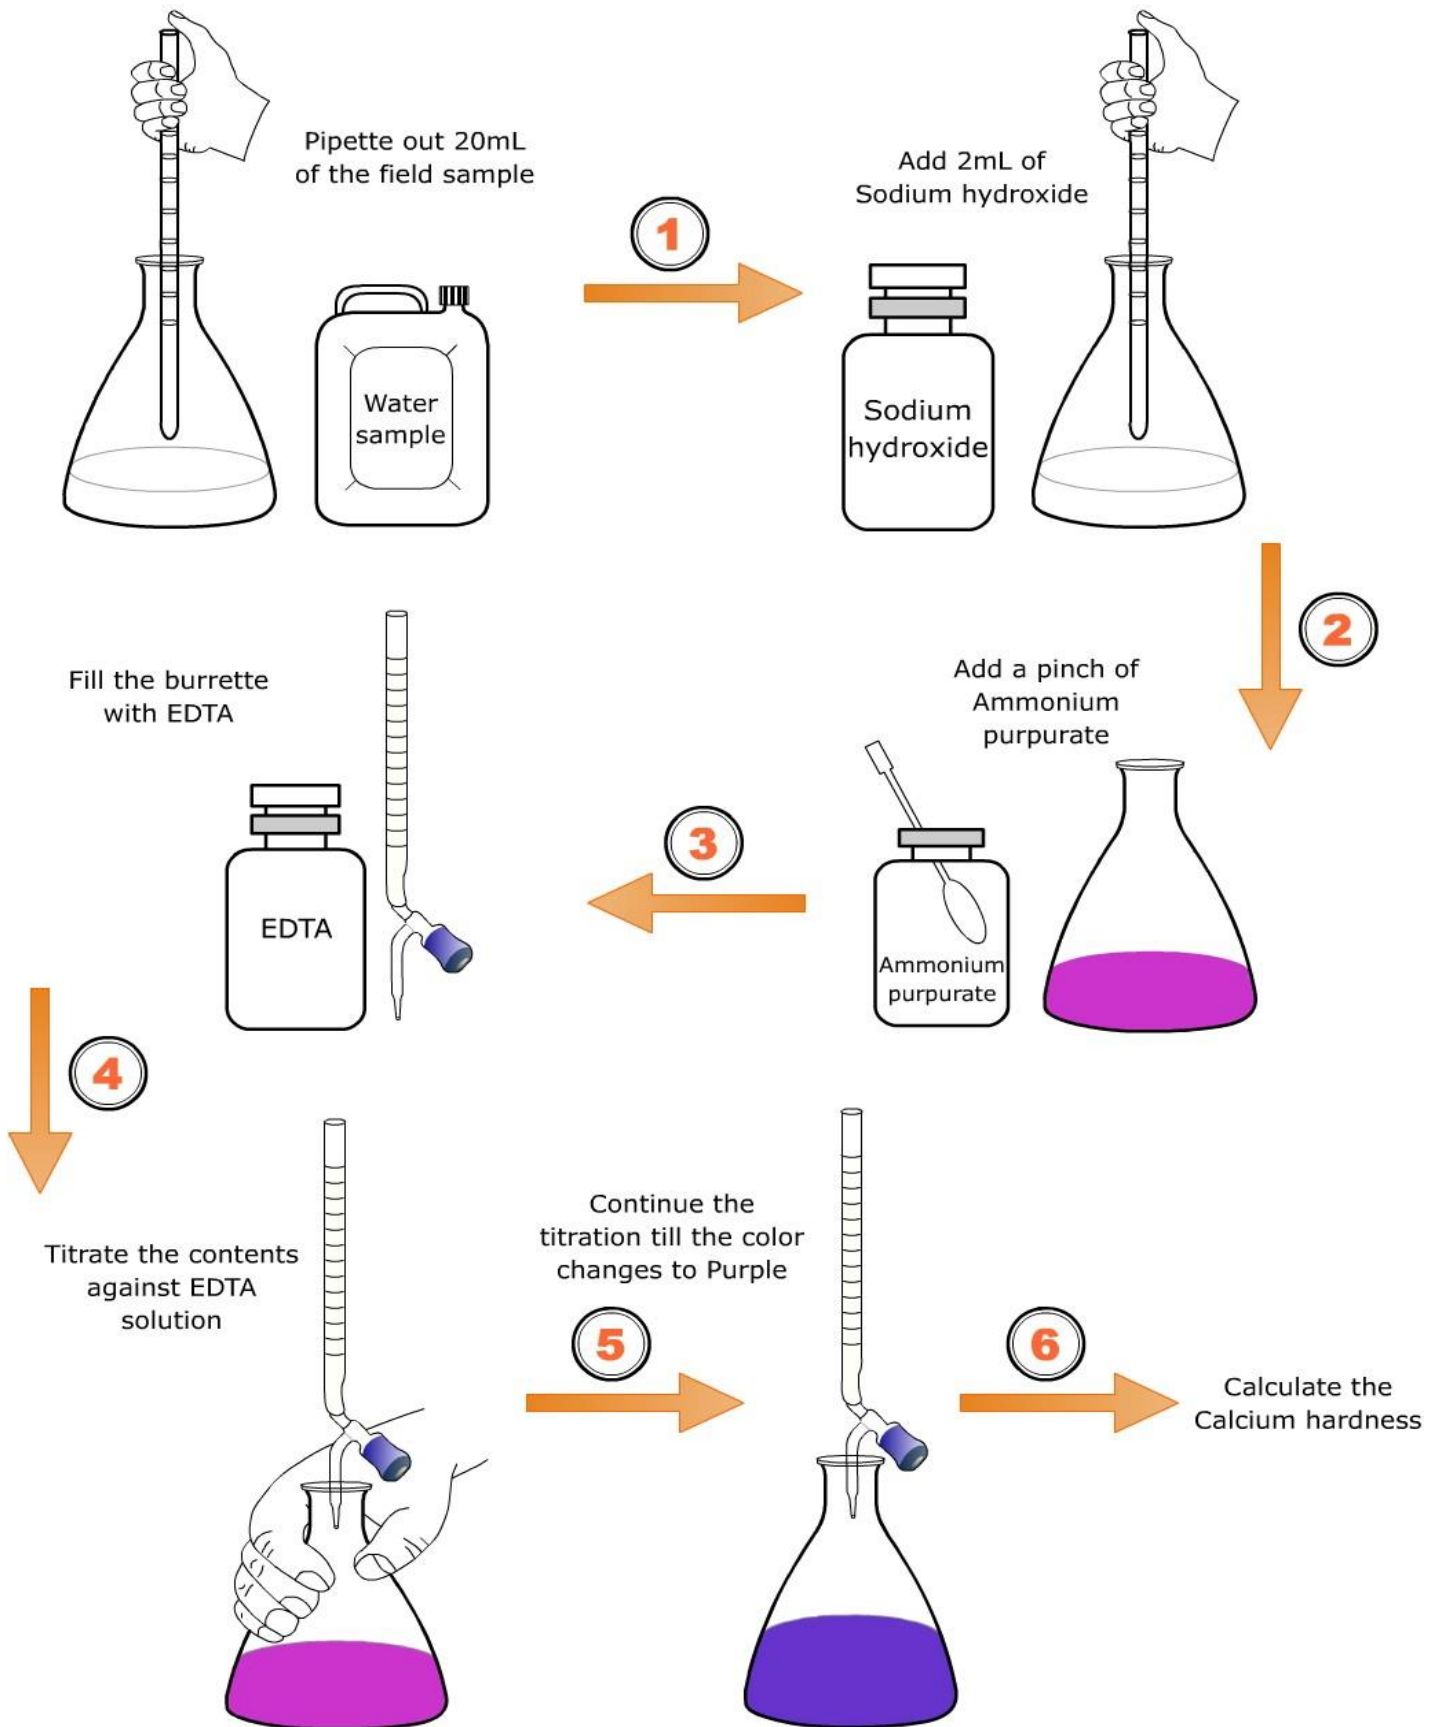 Pipette out 20mL
of the field sample
Water
sample
1
Add 2mL of
Sodium hydroxide
Sodium
hydroxide
2
Add a pinch of
Ammonium
purpurate
Ammonium
purpurate
3
Fill the burrette
with EDTA
EDTA
4
Titrate the contents
against EDTA
solution
5
Continue the
titration till the color
changes to Purple
6
Calculate the
Calcium hardness